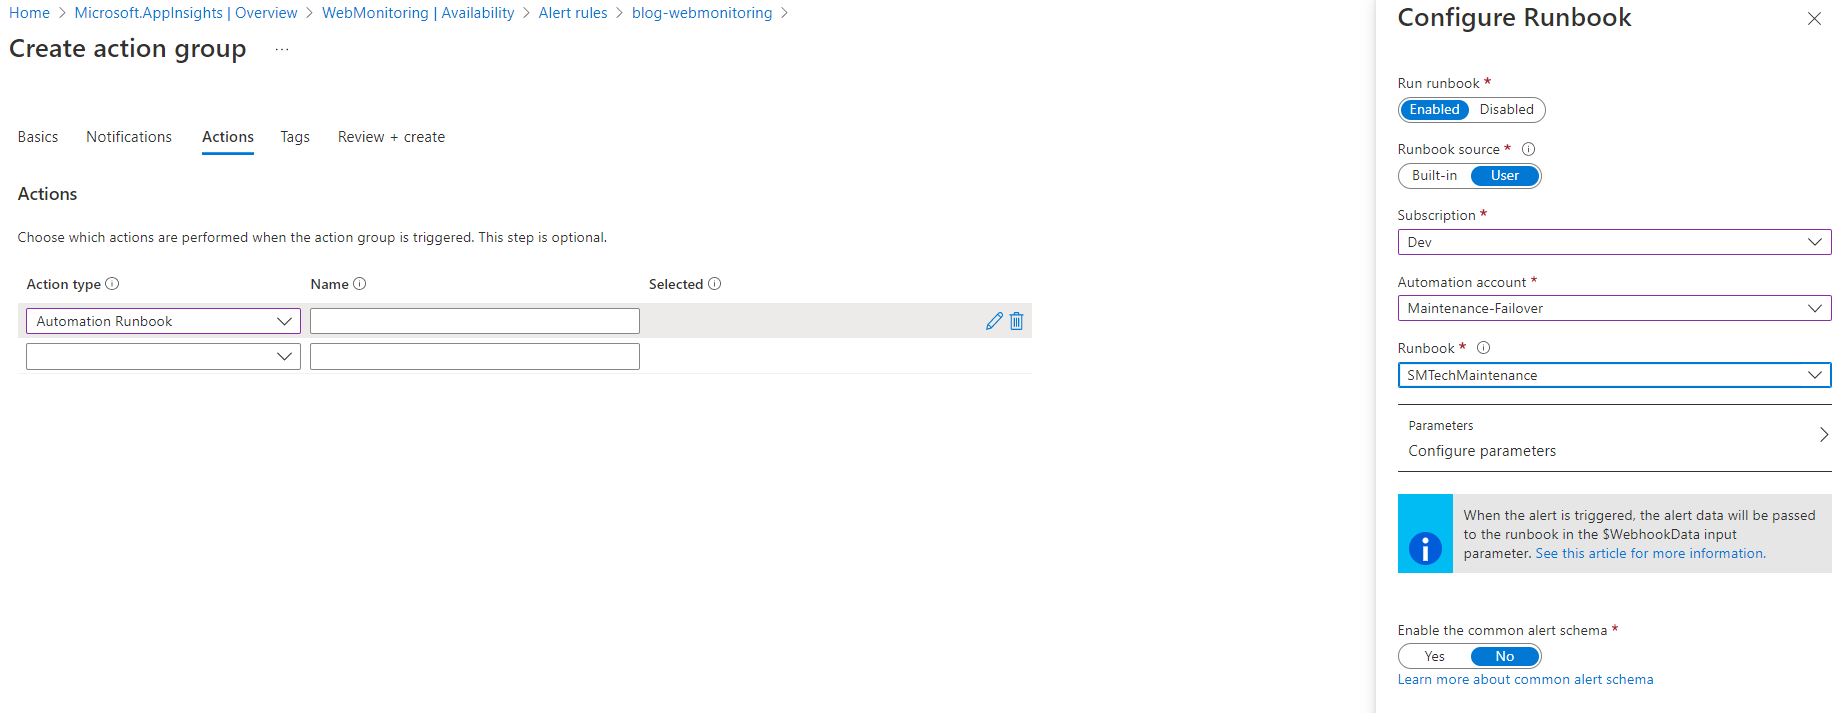 Home > Microsoft.AppInsights | Overview > WebMonitoring | Availability > Alert rules > blog-webmonitoring >
Create action group ...
Basics Notifications Actions Tags Review + create
Actions
Choose which actions are performed when the action group is triggered. This step is optional.
Action type Name Selected
Automation Runbook
Configure Runbook
Run runbook *
Enabled Disabled
Runbook source *
Built-in User
Subscription *
Dev
Automation account *
Maintenance-Failover
Runbook *
SMTechMaintenance
Parameters
Configure parameters
When the alert is triggered, the alert data will be passed
to the runbook in the $WebhookData input
parameter. See this article for more information.
Enable the common alert schema *
Yes No
Learn more about common alert schema